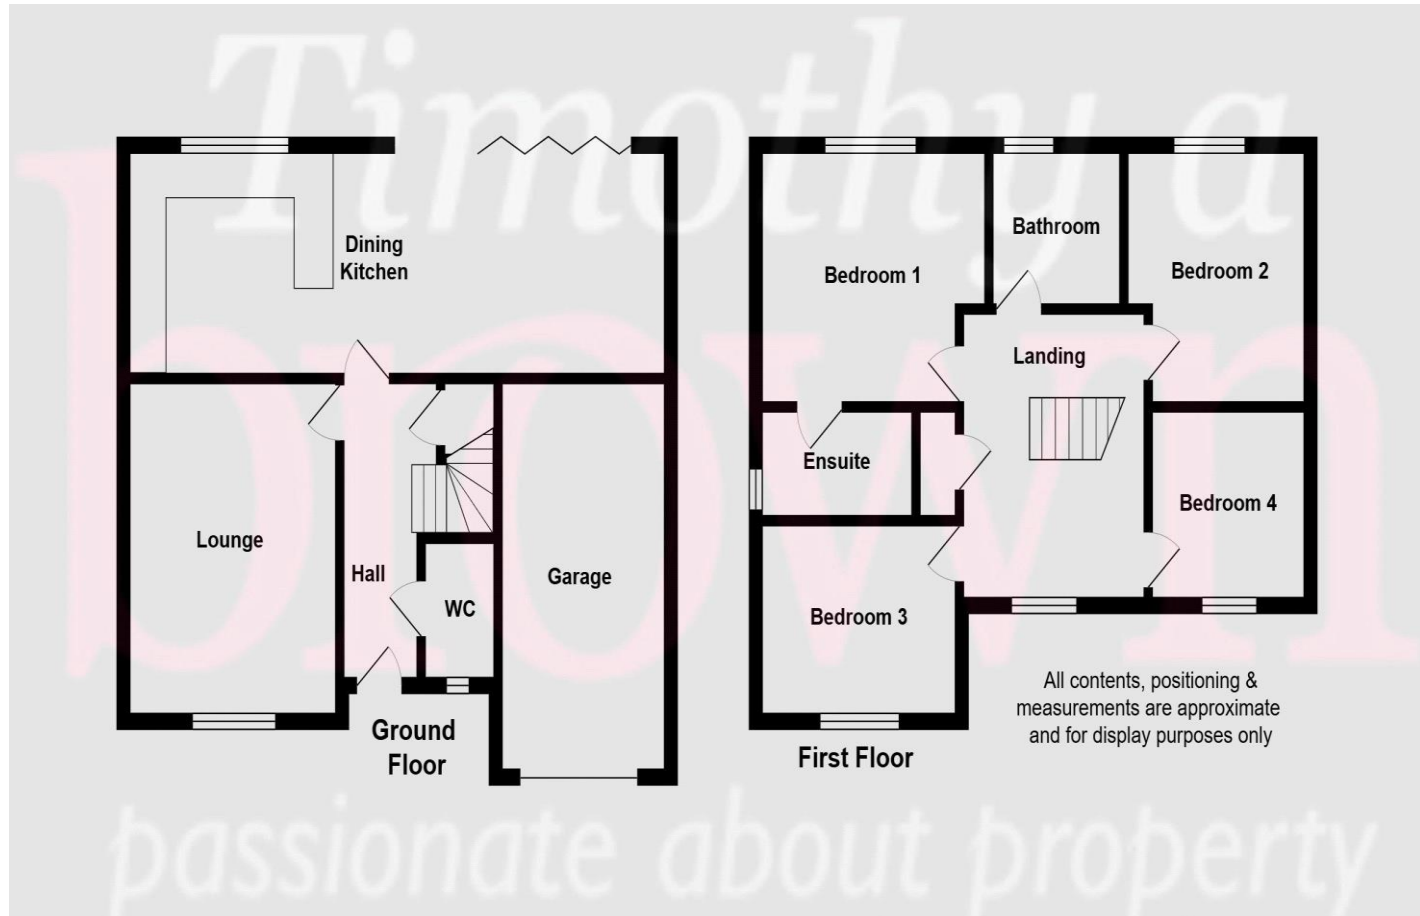 Timothy a
brown
Dining
Kitchen
Lounge
Hall
WC
Garage
Ground
Floor
Bedroom 1
Bathroom
Bedroom 2
Landing
Ensuite
Bedroom 4
Bedroom 3
First Floor
All contents, positioning &
measurements are approximate
and for display purposes only
passionate about property